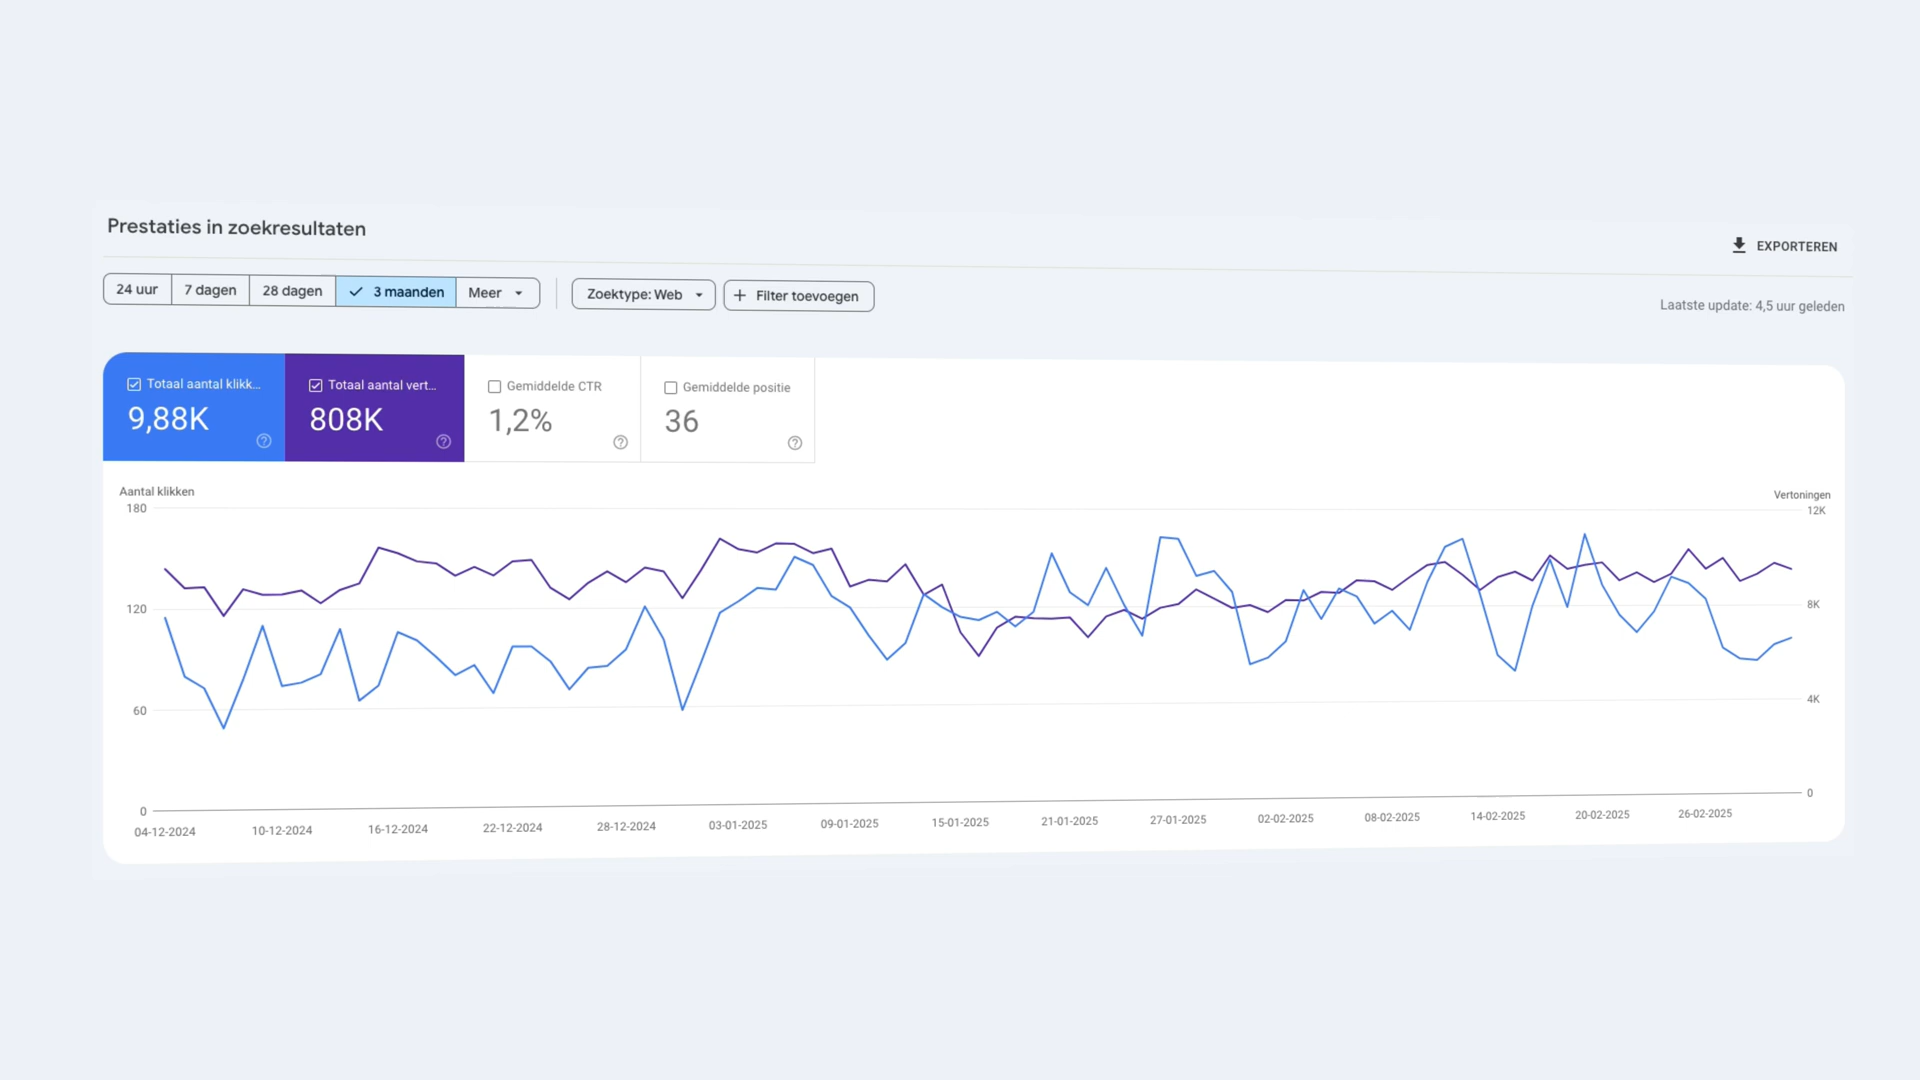 Prestaties in zoekresultaten
EXPORTEREN
24 uur 7 dagen 28 dagen 3 maanden Meer Zoektype: Web Filter toevoegen
Laatste update: 4,5 uur geleden
Totaal aantal klikk... Totaal aantal vert... Gemiddelde CTR Gemiddelde positie
9,88K 808K 1,2% 36
Aantal klikken Vertoningen
180 12K
120 8K
60 4K
0 0
04-12-2024 10-12-2024 16-12-2024 22-12-2024 28-12-2024 03-01-2025 09-01-2025 15-01-2025 21-01-2025 27-01-2025 02-02-2025 08-02-2025 14-02-2025 20-02-2025 26-02-2025